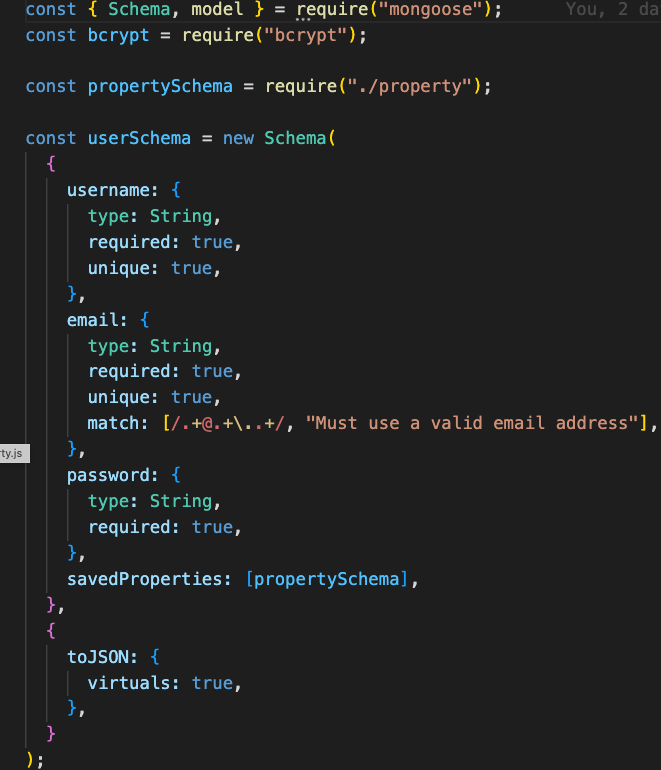 const { Schema, model } = require("mongoose"); You, 2 da
const bcrypt = require("bcrypt");
const propertySchema = require("./property");
const userSchema = new Schema(
{
username: {
type: String,
required: true,
unique: true,
},
email: {
type: String,
required: true,
unique: true,
match: [/.+@.+\..+/, "Must use a valid email address"],
},
password: {
type: String,
required: true,
},
savedProperties: [propertySchema],
},
{
toJSON: {
virtuals: true,
},
}
);
ty.js